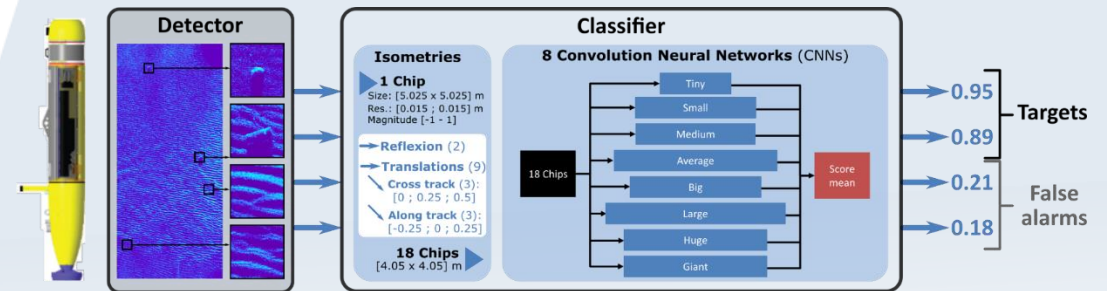 Detector
Classifier
Isometries
1 Chip
Size: [5.025 x 5.025] m
Res.: [0.015 ; 0.015] m
Magnitude [-1 - 1]
Reflexion (2)
Translations (9)
Cross track (3):
[0 ; 0.25 ; 0.5]
Along track (3):
[-0.25 ; 0 ; 0.25]
18 Chips
[4.05 x 4.05] m
8 Convolution Neural Networks (CNNs)
18 Chips
Tiny
Small
Medium
Average
Big
Large
Huge
Giant
Score
mean
0.95
0.89
0.21
0.18
Targets
False
alarms